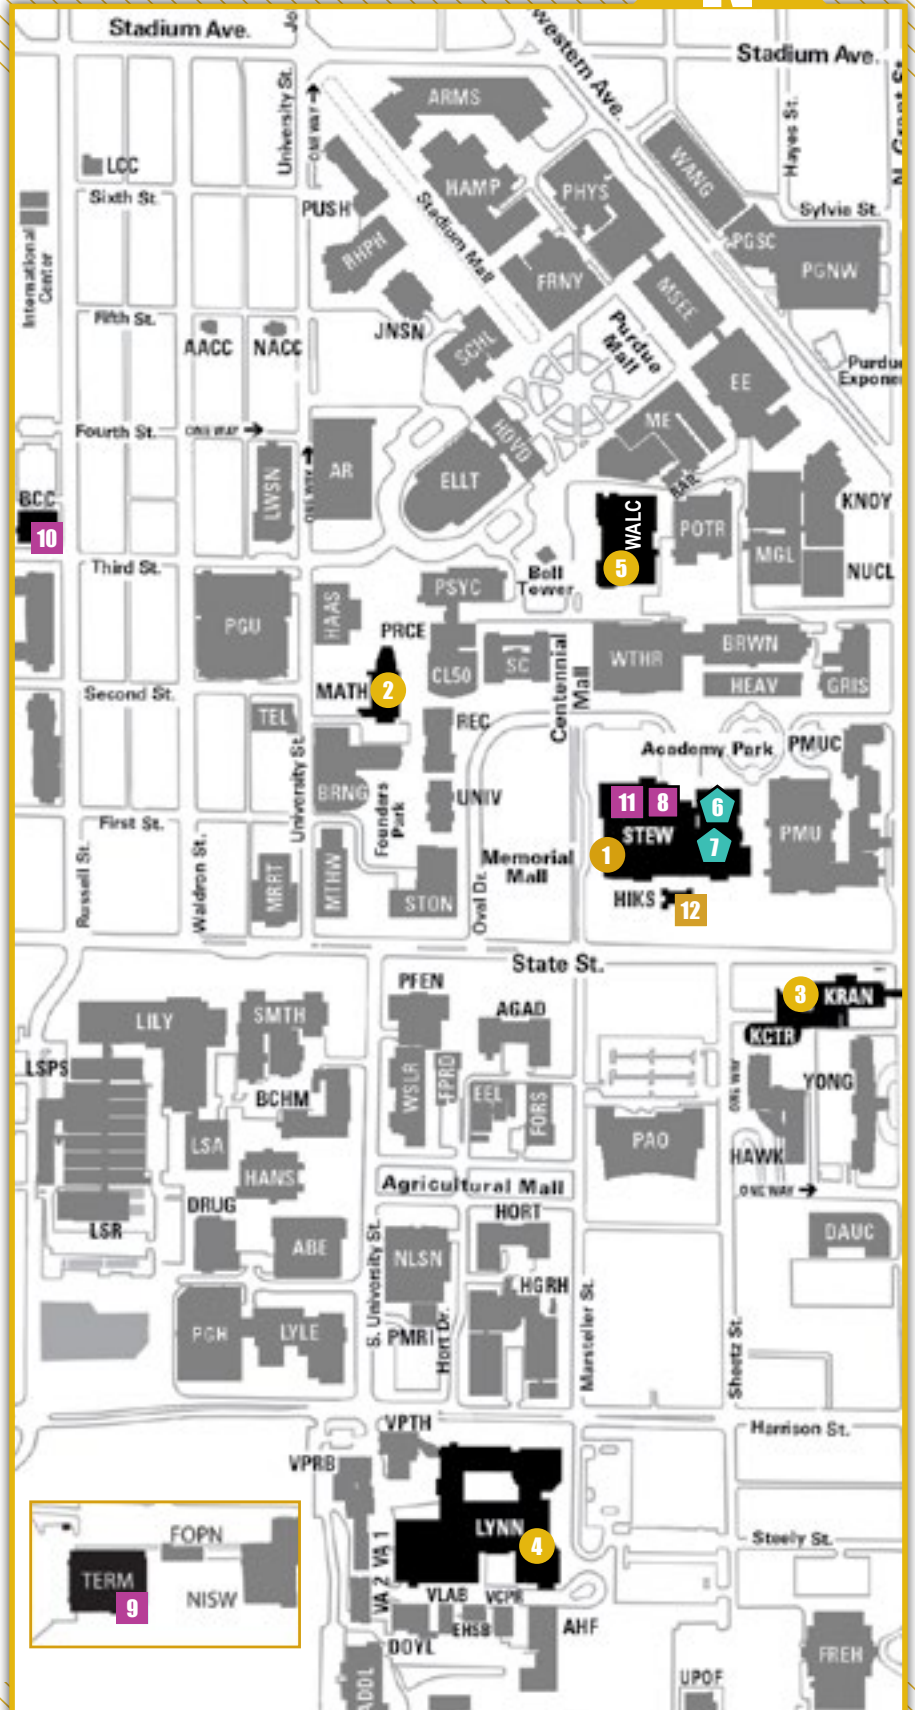 Stadium Ave.
Western Ave.
Stadium Ave.
University St.
ONE WAY
ARMS
Hayes St.
N. Grant St.
LCC
Sixth St.
PUSH
HAMP
PHYS
WANG
Sylvia St.
International
Center
RHPH
Stadium Mall
FRNY
PGSC
PGNW
MSEE
Fifth St.
JNSN
AACC
NACC
SCHL
Purdue
Mall
EE
Fourth St.
ONE WAY
HOVD
ME
AR
LWSN
ONE WAY
ELLT
BCC
10
WALC
5
POTR
KNOY
MGL
NUCL
Third St.
Bell
Tower
PSYC
HAAS
PGU
PRCE
CL50
SC
Centennial
Mall
WTHR
BRWN
HEAV
GRIS
Second St.
MATH
2
TEL
REC
Academy Park
PMUC
University St.
BRNG
Founders
Park
UNIV
11
8
6
First St.
STEW
7
PMU
1
Russell St.
Waldron St.
MRRT
MTHW
STON
Oval Dr.
Memorial
Mall
HIKS
12
State St.
PFEN
LILY
SMTH
AGAD
3
KRAN
KCTR
LSPS
BCHM
WSLR
FPRD
EEL
FORS
ONE WAY
YONG
LSA
PAO
HAWK
HANS
Agricultural Mall
ONE WAY
DRUG
LSR
HORT
DAUC
ABE
S. University St.
NLSN
HGRH
PGH
LYLE
PMRI
Hort Dr.
Marsteller St.
Sheetz St.
VPTH
Harrison St.
VPRB
LYNN
4
Steely St.
FOPN
TERM
9
NISW
VA 1
VA 2
VLAB
VCPR
EHSB
DOYL
AHF
ADDL
UPOF
FREH